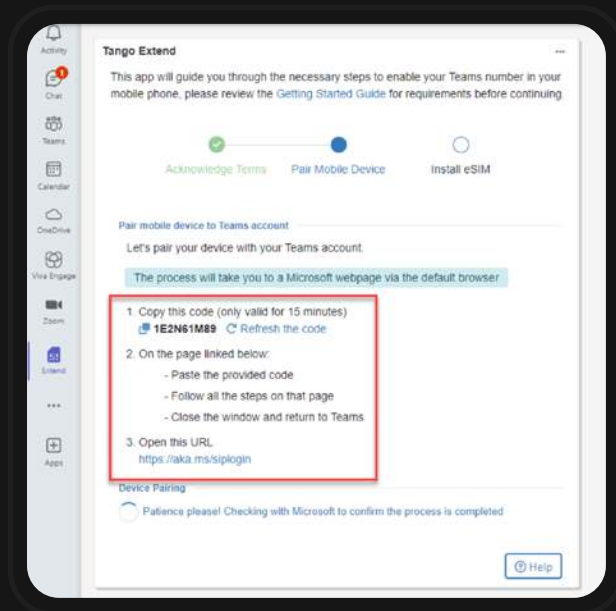 Activity
Chat
Teams
Calendar
OneDrive
Viva Engage
Zoom
Extend
Apps
Tango Extend
This app will guide you through the necessary steps to enable your Teams number in your
mobile phone, please review the Getting Started Guide for requirements before continuing.
Acknowledge Terms Pair Mobile Device Install eSIM
Pair mobile device to Teams account
Let's pair your device with your Teams account.
The process will take you to a Microsoft webpage via the default browser
1. Copy this code (only valid for 15 minutes)
1E2N61M89 Refresh the code
2. On the page linked below:
- Paste the provided code
- Follow all the steps on that page
- Close the window and return to Teams
3. Open this URL
https://aka.ms/siplogin
Device Pairing
Patience please! Checking with Microsoft to confirm the process is completed
Help